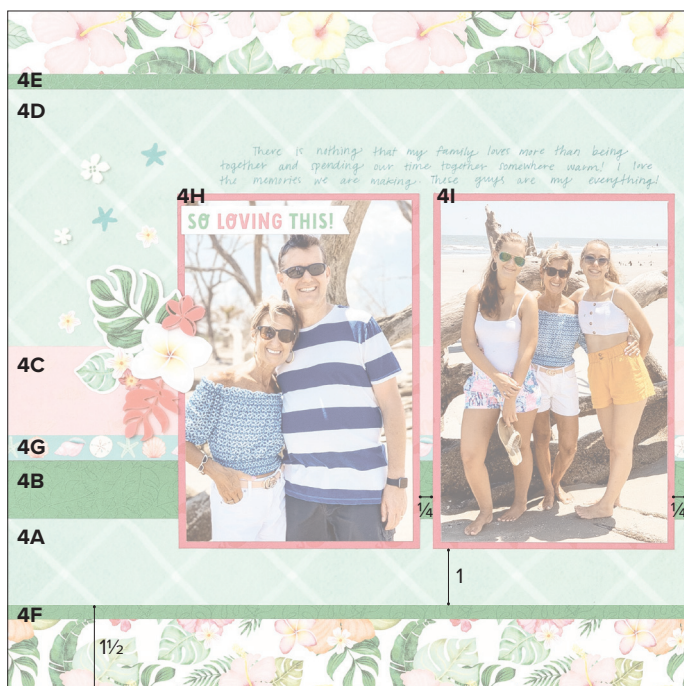 4E
4D
There is nothing that my family loves more than being
together and spending our time together somewhere warm! I love
the memories we are making. These guys are my everything!
4H
4I
SO LOVING THIS!
4C
4G
4B
¼
¼
4A
1
4F
1½